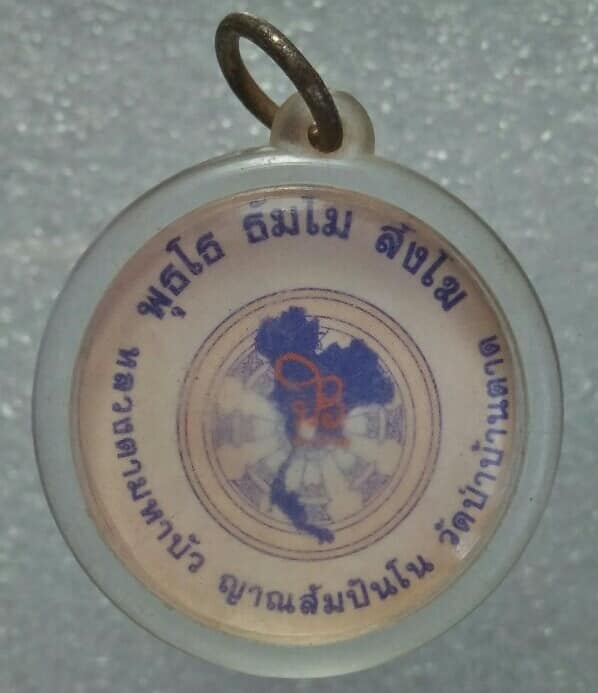 พุธโธ ธัมโม สังโฆ
หลวงตามหาบัว ญาณสัมปันโน วัดป่าบ้านตาด